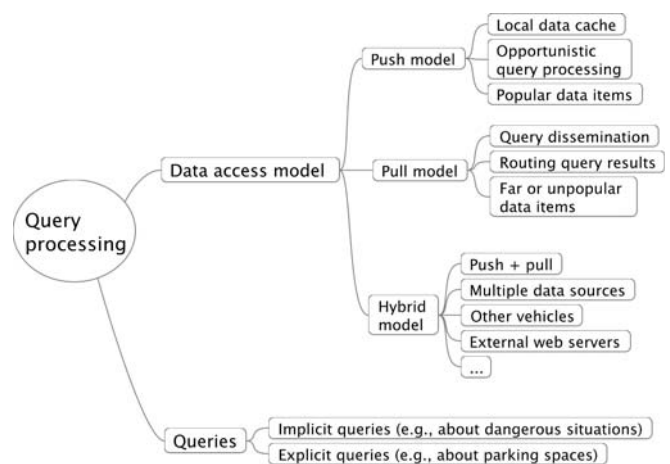 Query
processing
Data access model
Push model
Local data cache
Opportunistic
query processing
Popular data items
Pull model
Query dissemination
Routing query results
Far or unpopular
data items
Hybrid
model
Push + pull
Multiple data sources
Other vehicles
External web servers
...
Queries
Implicit queries (e.g., about dangerous situations)
Explicit queries (e.g., about parking spaces)